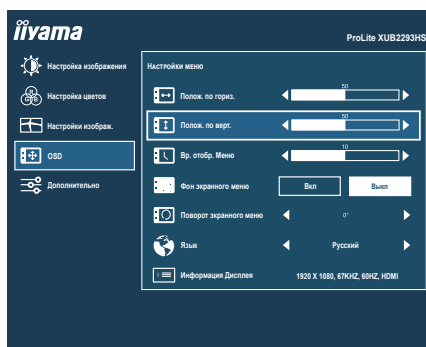 iiyama
ProLite XUB2293HS
Настройка изображения
Настройка цветов
Настройки изображ.
OSD
Дополнительно
Настройки меню
Полож. по гориз.
50
Полож. по верт.
50
Вр. отобр. Меню
10
Фон экранного меню
Вкл
Выкл
Поворот экранного меню
0°
Язык
Русский
Информация Дисплея
1920 X 1080, 67KHZ, 60HZ, HDMI